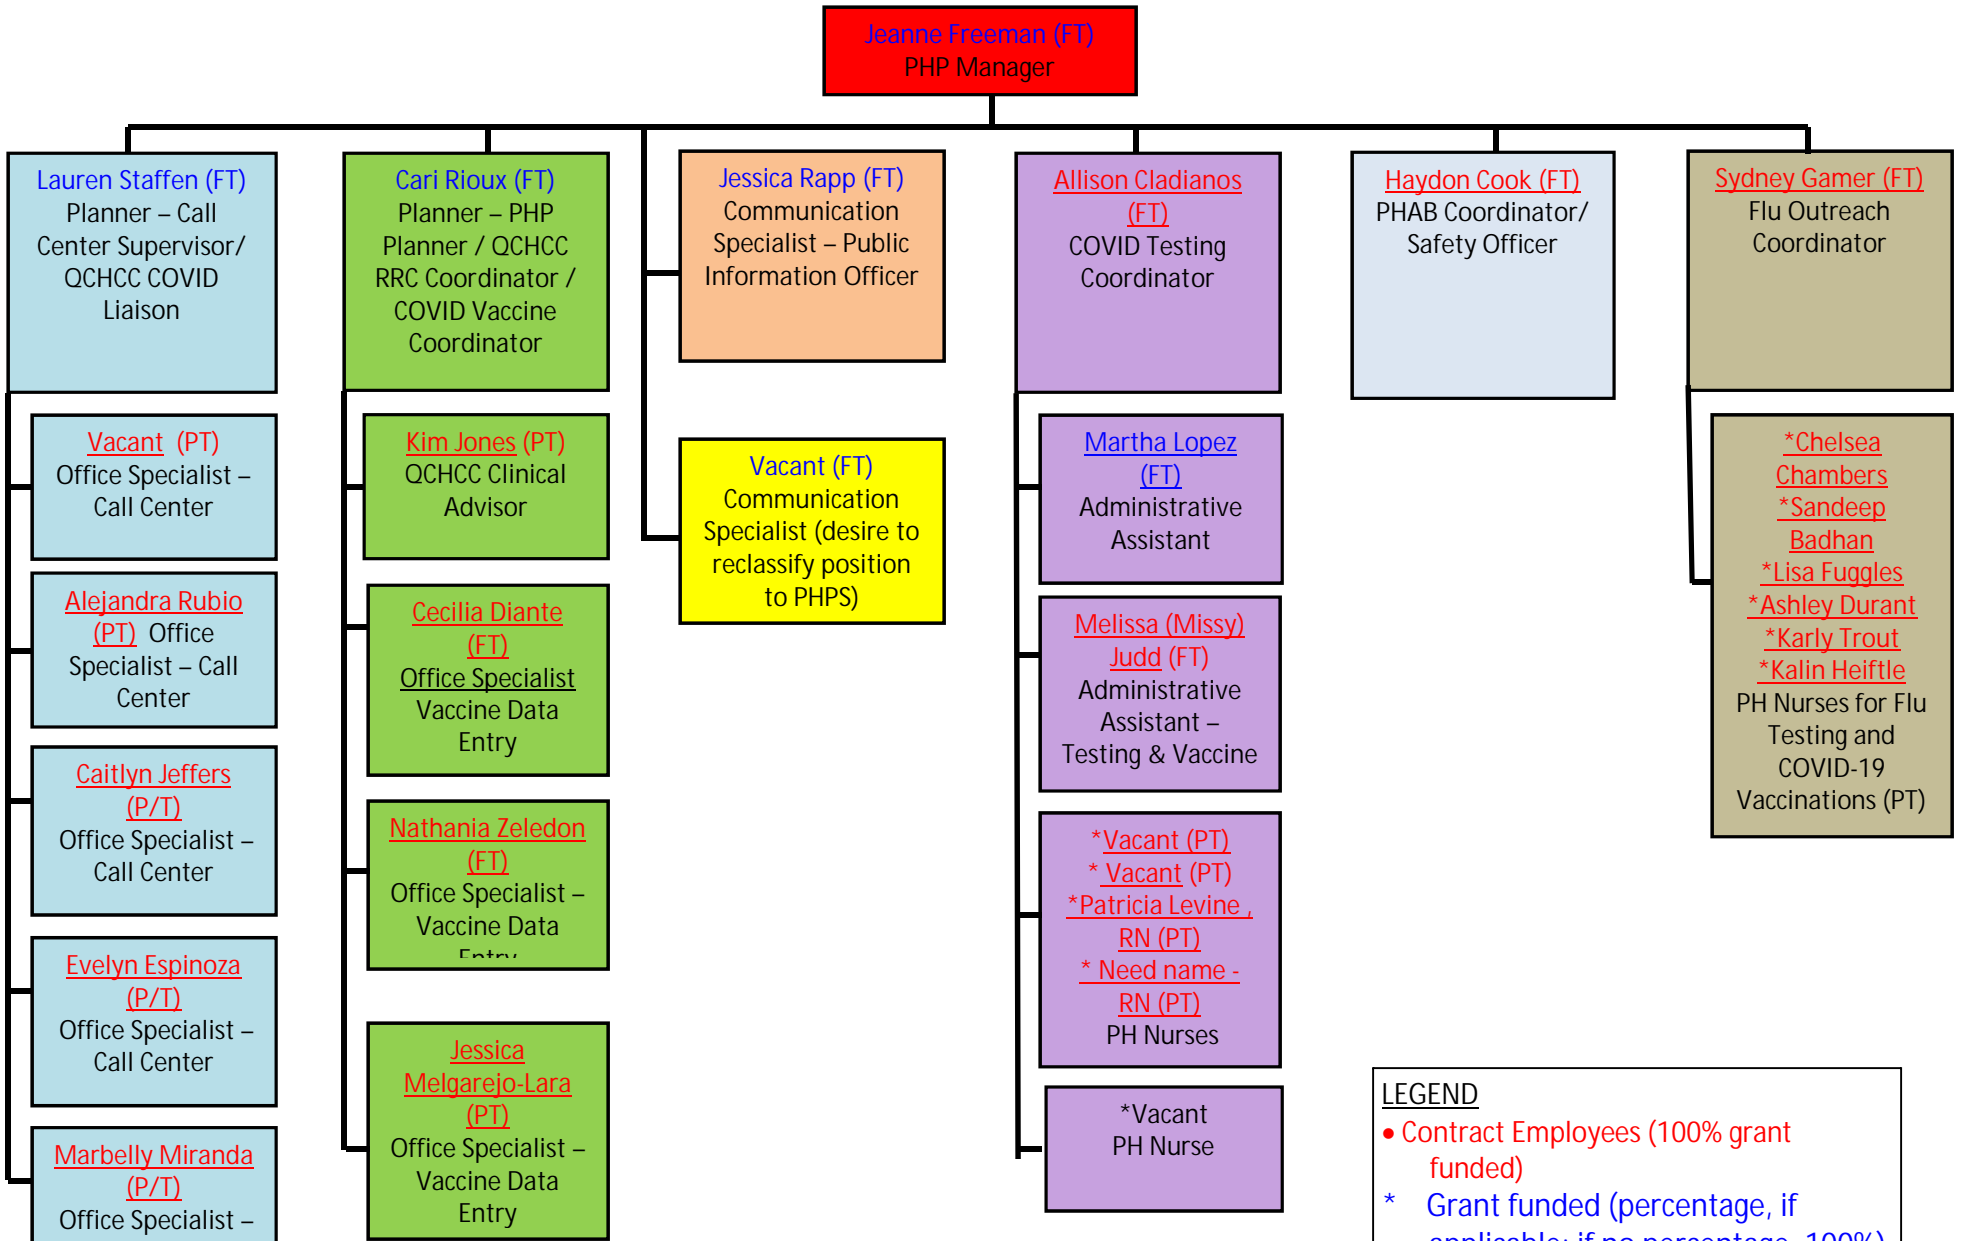 Jeanne Freeman (FT)
PHP Manager
Lauren Staffen (FT)
Planner – Call
Center Supervisor/
QCHCC COVID
Liaison
Vacant (PT)
Office Specialist –
Call Center
Alejandra Rubio
(PT) Office
Specialist – Call
Center
Caitlyn Jeffers
(P/T)
Office Specialist –
Call Center
Evelyn Espinoza
(P/T)
Office Specialist –
Call Center
Marbelly Miranda
(P/T)
Office Specialist –
Cari Rioux (FT)
Planner – PHP
Planner / QCHCC
RRC Coordinator /
COVID Vaccine
Coordinator
Kim Jones (PT)
QCHCC Clinical
Advisor
Cecilia Diante
(FT)
Office Specialist
Vaccine Data
Entry
Nathania Zeledon
(FT)
Office Specialist –
Vaccine Data
Entry
Jessica
Melgarejo-Lara
(PT)
Office Specialist –
Vaccine Data
Entry
Jessica Rapp (FT)
Communication
Specialist – Public
Information Officer
Vacant (FT)
Communication
Specialist (desire to
reclassify position
to PHPS)
Allison Cladianos
(FT)
COVID Testing
Coordinator
Martha Lopez
(FT)
Administrative
Assistant
Melissa (Missy)
Judd (FT)
Administrative
Assistant –
Testing & Vaccine
*Vacant (PT)
* Vacant (PT)
*Patricia Levine ,
RN (PT)
* Need name -
RN (PT)
PH Nurses
*Vacant
PH Nurse
Haydon Cook (FT)
PHAB Coordinator/
Safety Officer
Sydney Gamer (FT)
Flu Outreach
Coordinator
*Chelsea
Chambers
*Sandeep
Badhan
*Lisa Fuggles
*Ashley Durant
*Karly Trout
*Kalin Heiftle
PH Nurses for Flu
Testing and
COVID-19
Vaccinations (PT)
LEGEND
• Contract Employees (100% grant
funded)
* Grant funded (percentage, if
applicable; if no percentage, 100%)